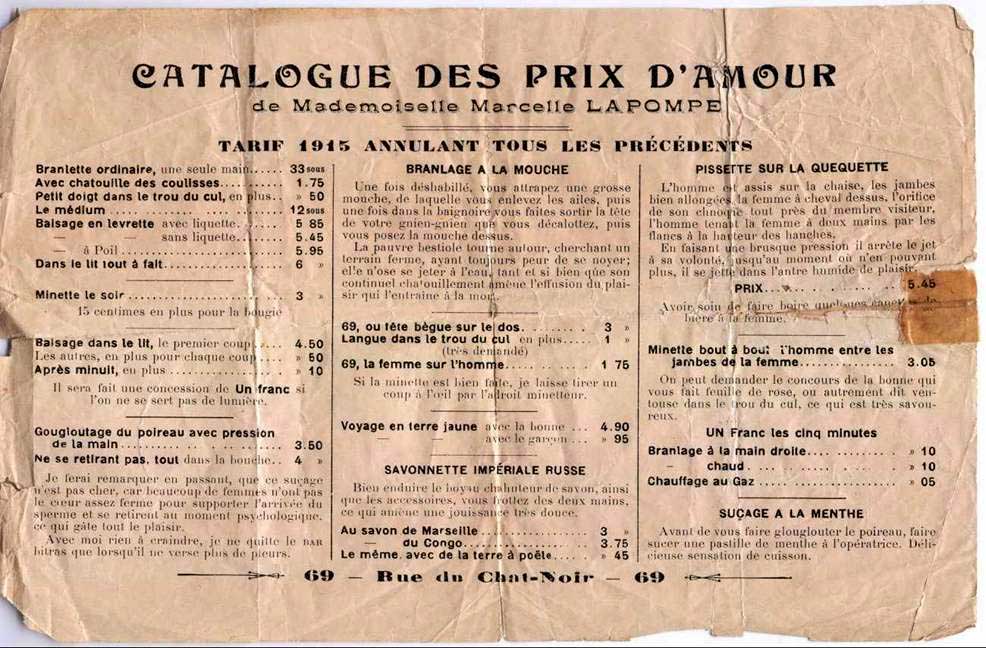 CATALOGUE DES PRIX D'AMOUR
de Mademoiselle Marcelle LAPOMPE
TARIF 1915 ANNULANT TOUS LES PRÉCÉDENTS
Branlette ordinaire, une seule main..... 33 sous
Avec chatouille des coulisses.......... 1.75
Petit doigt dans le trou du cul, en plus.. » 50
Le médium ........................ 12 sous
Baisage en levrette avec liquette...... 5 85
— sans liquette...... 5.45
— à Poil.............. 5.95
Dans le lit tout à fait................. 6 »
Minette le soir ........................ 3 »
15 centimes en plus pour la bougie
Baisage dans le lit, le premier coup.... 4.50
Les autres, en plus pour chaque coup.... » 50
Après minuit, en plus .................. » 10
Il sera fait une concession de Un franc si
l'on ne se sert pas de lumière.
Gougloutage du poireau avec pression
de la main........................ 3.50
Ne se retirant pas, tout dans la bouche.. 4 »
Je ferai remarquer en passant, que ce suçage
n'est pas cher, car beaucoup de femmes n'ont pas
le cœur assez ferme pour supporter l'arrivée du
sperme et se retirent au moment psychologique,
ce qui gâte tout le plaisir.
Avec moi rien à craindre, je ne quitte le BAR
bitras que lorsqu'il ne verse plus de pleurs.
BRANLAGE A LA MOUCHE
Une fois déshabillé, vous attrapez une grosse
mouche, de laquelle vous enlevez les ailes, puis
une fois dans la baignoire vous faites sortir la tête
de votre gnien-gnien que vous décalottez, puis
vous posez la mouche dessus.
La pauvre bestiole tourne autour, cherchant un
terrain ferme, ayant toujours peur de se noyer;
elle n'ose se jeter à l'eau, tant et si bien que son
continuel chatouillement amène l'effusion du plai-
sir qui l'entraine à la mort.
69, ou tête bègue sur le dos.......... 3 »
Langue dans le trou du cul en plus..... 1 »
(très demandé)
69, la femme sur l'homme............. 1 75
Si la minette est bien faite, je laisse tirer un
coup à l'œil par l'adroit minetteur.
Voyage en terre jaune avec la bonne ... 4.90
— — avec le garçon ... » 95
SAVONNETTE IMPÉRIALE RUSSE
Bien enduire le boyau chahuteur de savon, ainsi
que les accessoires, vous frottez des deux mains,
ce qui amène une jouissance très douce.
Au savon de Marseille ................ 3 »
— du Congo.................... 3.75
Le même, avec de la terre à poêle..... » 45
PISSETTE SUR LA QUEQUETTE
L'homme est assis sur la chaise, les jambes
bien allongées, la femme à cheval dessus, l'orifice
de son chnoque tout près du membre visiteur,
l'homme tenant la femme à deux mains par les
flancs à la hauteur des hanches.
En faisant une brusque pression il arrête le jet
à sa volonté, jusqu'au moment où n'en pouvant
plus, il se jette dans l'antre humide de plaisir.
PRIX.......................... 5.45
Avoir soin de faire boire quelques de
bière à la femme.
Minette bout à bout: l'homme entre les
jambes de la femme.............. 3.05
On peut demander le concours de la bonne qui
vous fait feuille de rose, ou autrement dit ven-
touse dans le trou du cul, ce qui est très savou-
reux.
UN Franc les cinq minutes
Branlage à la main droite............. » 10
— chaud................... » 10
Chauffage au Gaz ................... » 05
SUÇAGE A LA MENTHE
Avant de vous faire glouglouter le poireau, faire
sucer une pastille de menthe à l'opératrice. Déli-
cieuse sensation de cuisson.
69 — Rue du Chat-Noir — 69